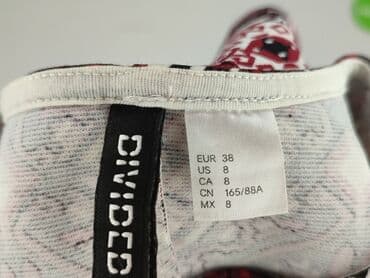 DIVIDED
EUR 38
US 8
CA 8
CN 165/88A
MX 8